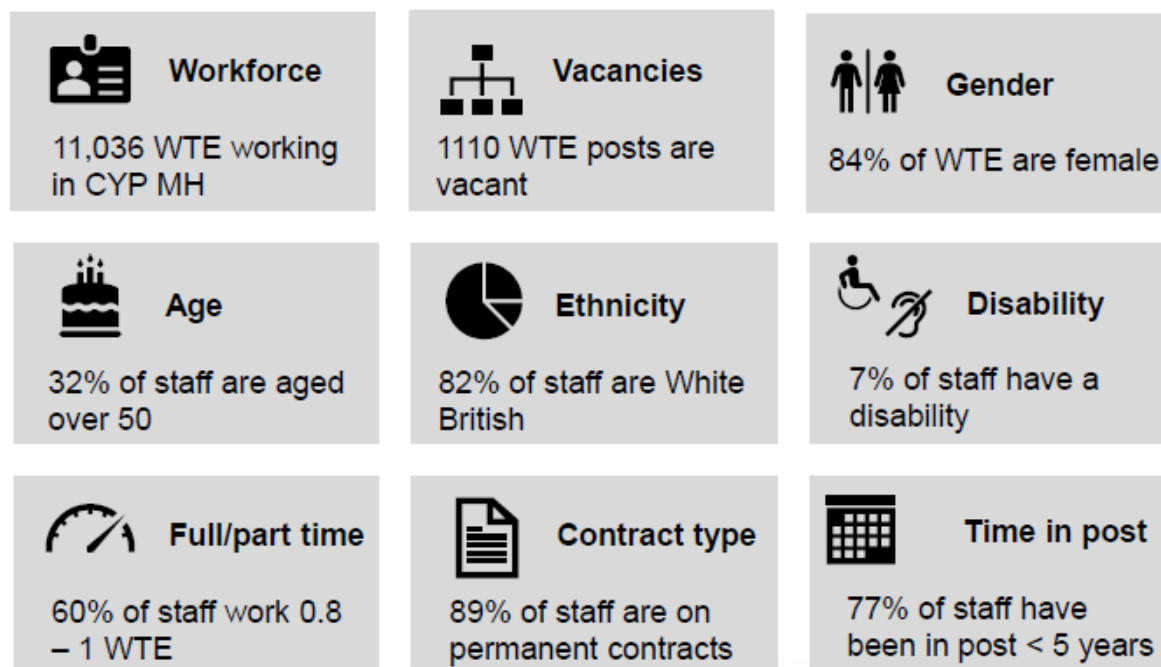 Workforce
11,036 WTE working
in CYP MH
Vacancies
1110 WTE posts are
vacant
Gender
84% of WTE are female
Age
32% of staff are aged
over 50
Ethnicity
82% of staff are White
British
Disability
7% of staff have a
disability
Full/part time
60% of staff work 0.8
– 1 WTE
Contract type
89% of staff are on
permanent contracts
Time in post
77% of staff have
been in post < 5 years